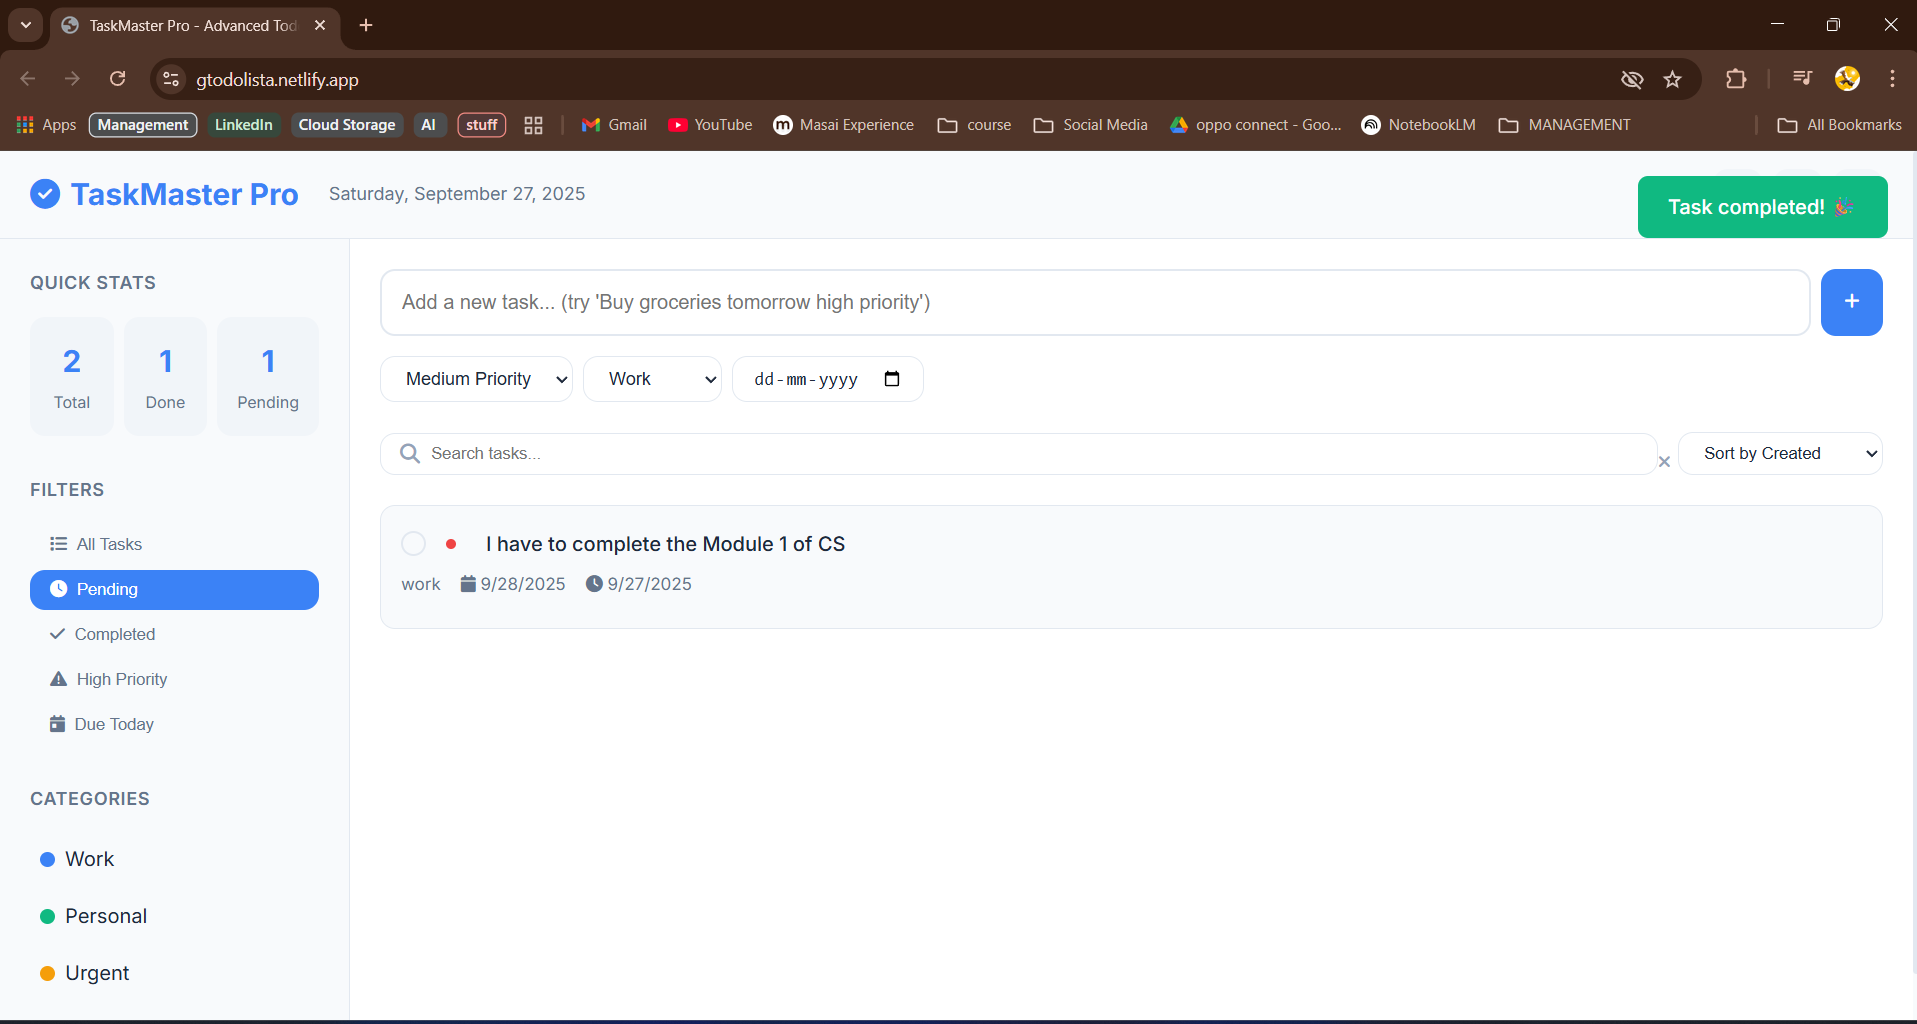 TaskMaster Pro - Advanced Tod
gtodolista.netlify.app
Apps Management LinkedIn Cloud Storage AI stuff Gmail YouTube Masai Experience course Social Media oppo connect - Goo... NotebookLM MANAGEMENT All Bookmarks
TaskMaster Pro Saturday, September 27, 2025
Task completed! 🎉
QUICK STATS
2 1 1
Total Done Pending
FILTERS
All Tasks
Pending
Completed
High Priority
Due Today
CATEGORIES
Work
Personal
Urgent
Add a new task... (try 'Buy groceries tomorrow high priority')
+
Medium Priority Work dd-mm-yyyy
Search tasks... × Sort by Created
I have to complete the Module 1 of CS
work 9/28/2025 9/27/2025